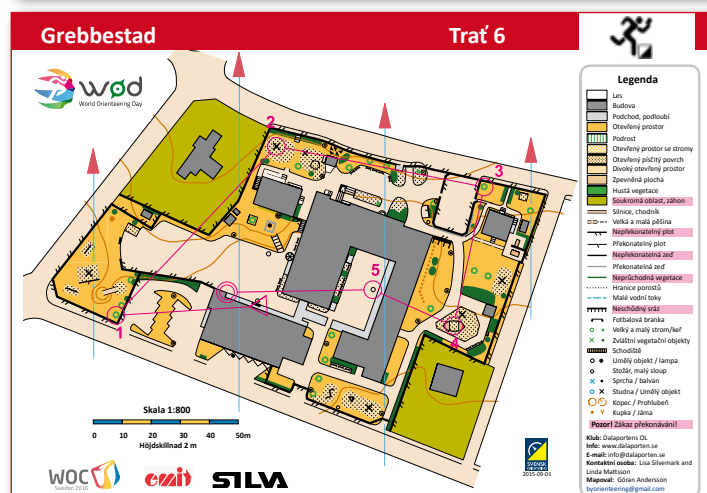 Grebbestad
Trať 6
wød
World Orienteering Day
2
3
5
1
4
Skala 1:800
0 10 20 30 40 50m
Höjdskillnad 2 m
WOC
Sweden 2016
emit
SILVA
SVENSK
2015-09-03
Legenda
Les
Budova
Podchod, podloubí
Otevřený prostor
Podrost
Otevřený prostor se stromy
Otevřený písčitý povrch
Divoký otevřený prostor
Zpevněná plocha
Hustá vegetace
Soukromá oblast, záhon
Silnice, chodník
Velká a malá pěšina
Nepřekonatelný plot
Překonatelný plot
Nepřekonatelná zeď
Překonatelná zeď
Neprůchodná vegetace
Hranice porostů
Malé vodní toky
Neschůdný sráz
Fotbalová branka
Velký a malý strom/keř
Zvláštní vegetační objekty
Schodiště
Umělý objekt / lampa
Stožár, malý sloup
Sprcha / balvan
Studna / Umělý objekt
Kopec / Prohlubeň
Kupka / Jáma
Pozor! Zákaz překonávání!
Klub: Dalaportens OL
Info: www.dalaporten.se
E-mail: info@dalaporten.se
Kontaktní osoba: Lisa Silvemark and
Linda Mattsson
Mapoval: Göran Andersson
byorienteering@gmail.com